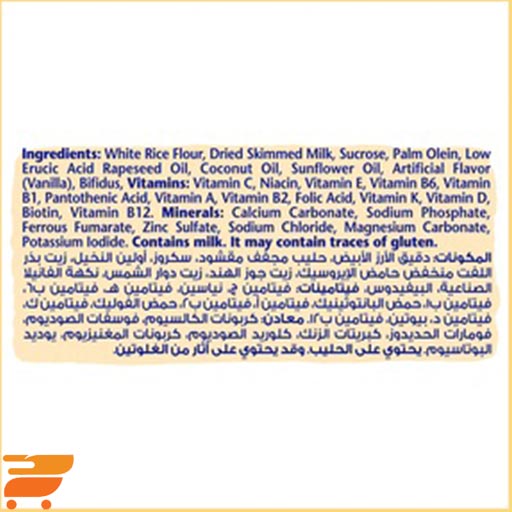 Ingredients: White Rice Flour, Dried Skimmed Milk, Sucrose, Palm Olein, Low
Erucic Acid Rapeseed Oil, Coconut Oil, Sunflower Oil, Artificial Flavor
(Vanilla), Bifidus, Vitamins: Vitamin C, Niacin, Vitamin E, Vitamin B6, Vitamin
B1, Pantothenic Acid, Vitamin A, Vitamin B2, Folic Acid, Vitamin K, Vitamin D,
Biotin, Vitamin B12. Minerals: Calcium Carbonate, Sodium Phosphate,
Ferrous Fumarate, Zinc Sulfate, Sodium Chloride, Magnesium Carbonate,
Potassium Iodide. Contains milk. It may contain traces of gluten.
المكونات: دقيق الأرز الأبيض، حليب مجفف مقشود، سكروز، أولين النخيل، زيت بذر
اللفت منخفض حامض الإيروسيك، زيت جوز الهند، زيت دوار الشمس، نكهة الفانيلا
الصناعية، البيفيدوس، فيتامينات: فيتامين ج، نياسين، فيتامين هـ، فيتامين ب٦،
فيتامين ب١، حمض البانتوثينيك، فيتامين أ، فيتامين ب٢، حمض الفوليك، فيتامين ك،
فيتامين د، بيوتين، فيتامين ب١٢. معادن: كربونات الكالسيوم، فوسفات الصوديوم،
فومارات الحديدوز، كبريتات الزنك، كلوريد الصوديوم، كربونات المغنيزيوم، يوديد
البوتاسيوم. يحتوي على الحليب. وقد يحتوي على آثار من الغلوتين.